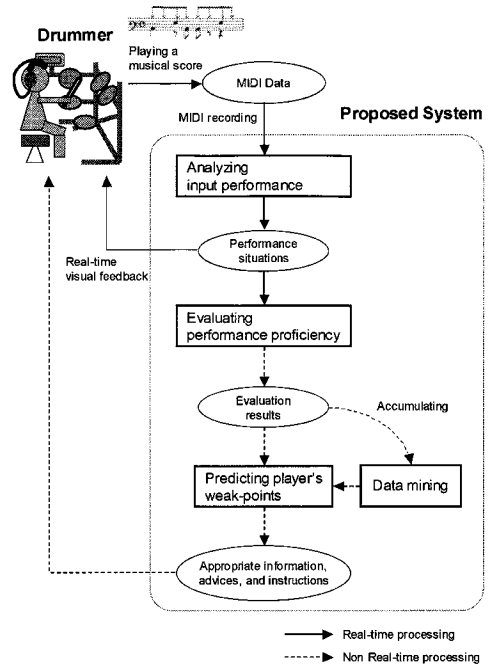 Drummer
Playing a
musical score
MIDI Data
MIDI recording
Proposed System
Analyzing
input performance
Performance
situations
Real-time
visual feedback
Evaluating
performance proficiency
Evaluation
results
Accumulating
Predicting player's
weak-points
Data mining
Appropriate information,
advices, and instructions
Real-time processing
Non Real-time processing